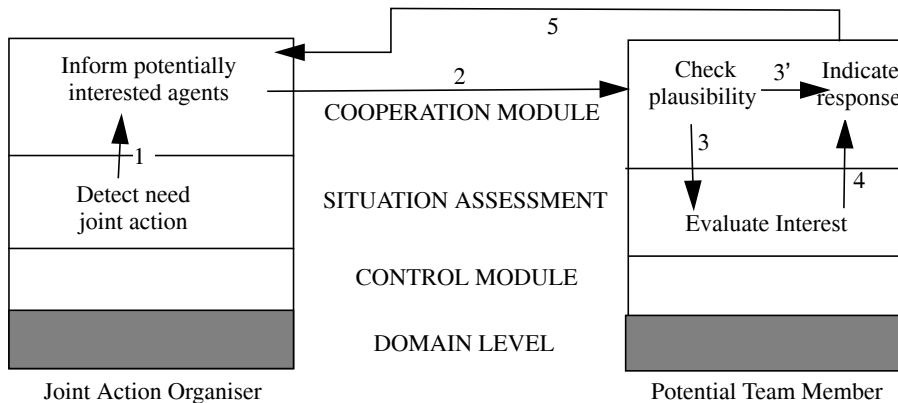 5
Inform potentially
interested agents
2
COOPERATION MODULE
Check
plausibility
3'
Indicate
response
1
3
Detect need
joint action
SITUATION ASSESSMENT
4
Evaluate Interest
CONTROL MODULE
DOMAIN LEVEL
Joint Action Organiser
Potential Team Member